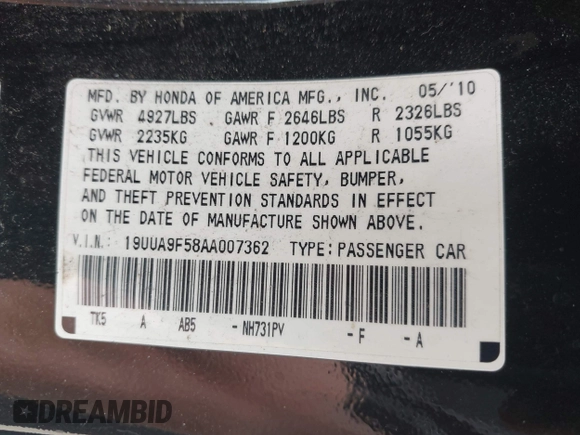 MFD. BY HONDA OF AMERICA MFG., INC. 05/'10
GVWR 4927LBS GAWR F 2646LBS R 2326LBS
GVWR 2235KG GAWR F 1200KG R 1055KG
THIS VEHICLE CONFORMS TO ALL APPLICABLE
FEDERAL MOTOR VEHICLE SAFETY, BUMPER,
AND THEFT PREVENTION STANDARDS IN EFFECT
ON THE DATE OF MANUFACTURE SHOWN ABOVE.
V.I.N.: 19UUA9F58AA007362 TYPE: PASSENGER CAR
TK5 A AB5 -NH731PV -F -A
DREAMBID